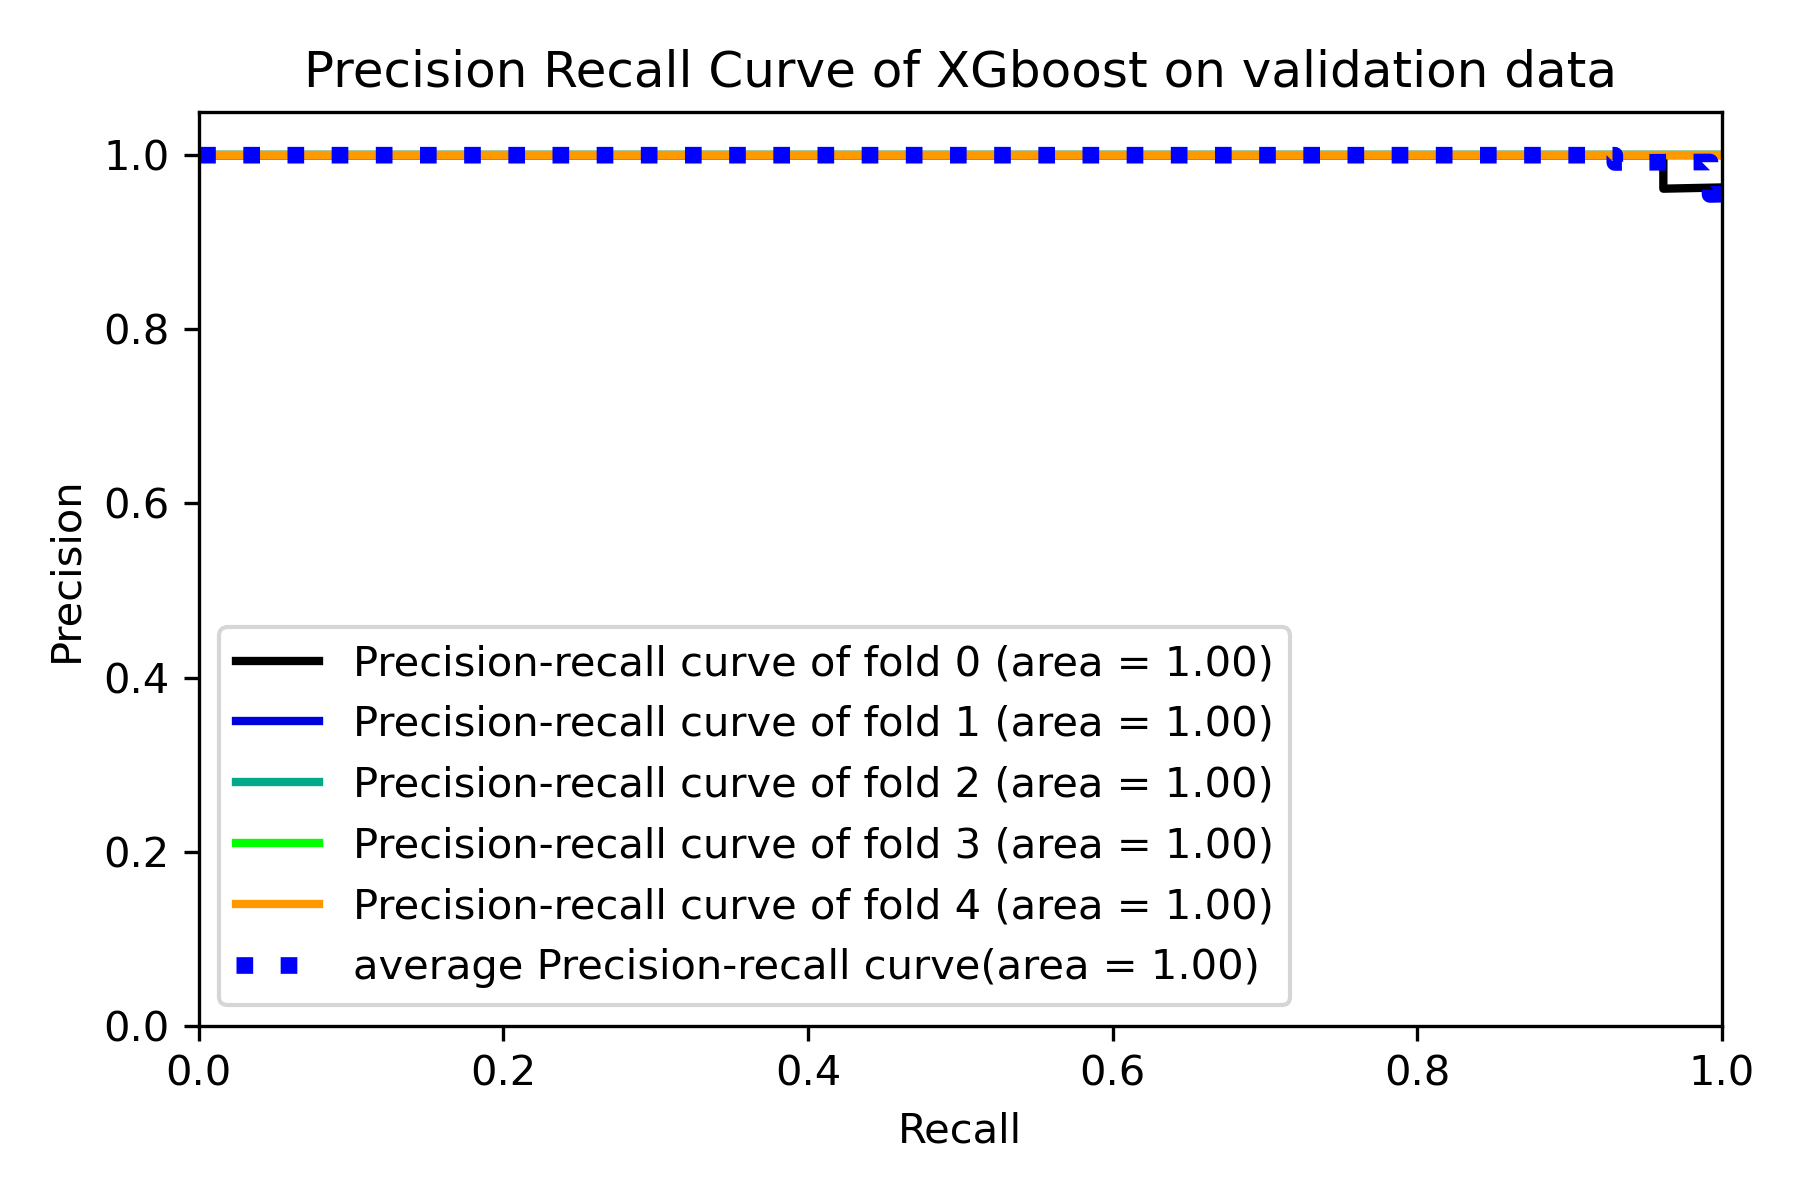 Precision Recall Curve of XGboost on validation data
1.0
0.8
0.6
0.4
0.2
0.0
Precision
Precision-recall curve of fold 0 (area = 1.00)
Precision-recall curve of fold 1 (area = 1.00)
Precision-recall curve of fold 2 (area = 1.00)
Precision-recall curve of fold 3 (area = 1.00)
Precision-recall curve of fold 4 (area = 1.00)
average Precision-recall curve(area = 1.00)
0.0 0.2 0.4 0.6 0.8 1.0
Recall